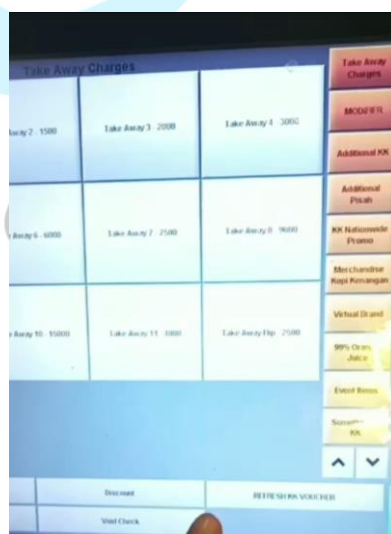 Take Away Charges
Take Away
Charges
Away 2 - 1500
Take Away 3 - 2000
Take Away 4 - 3000
MODIFIER
Additional KK
Additional
Pisah
Away 6 - 6000
Take Away 7 - 2500
Take Away 8 - 9600
KK Nationwide
Promo
Merchandise
Kopi Kenangan
Virtual Brand
Away 10 - 15000
Take Away 11 -
Take Away Dip - 2500
99%
Juice
Event Items
KK
Discount
REFRESH KK VOUCHER
Void Check